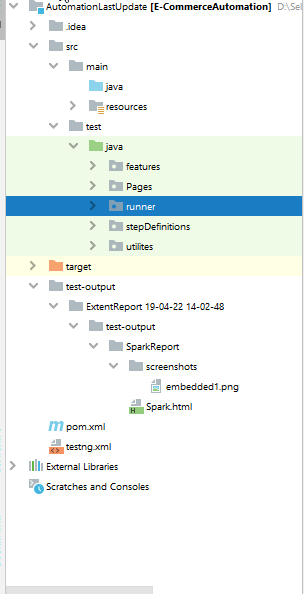 AutomationLastUpdate [E-CommerceAutomation] D:\Sel
.idea
src
main
java
resources
test
java
features
Pages
runner
stepDefinitions
utilites
target
test-output
ExtentReport 19-04-22 14-02-48
test-output
SparkReport
screenshots
embedded1.png
Spark.html
pom.xml
testng.xml
External Libraries
Scratches and Consoles